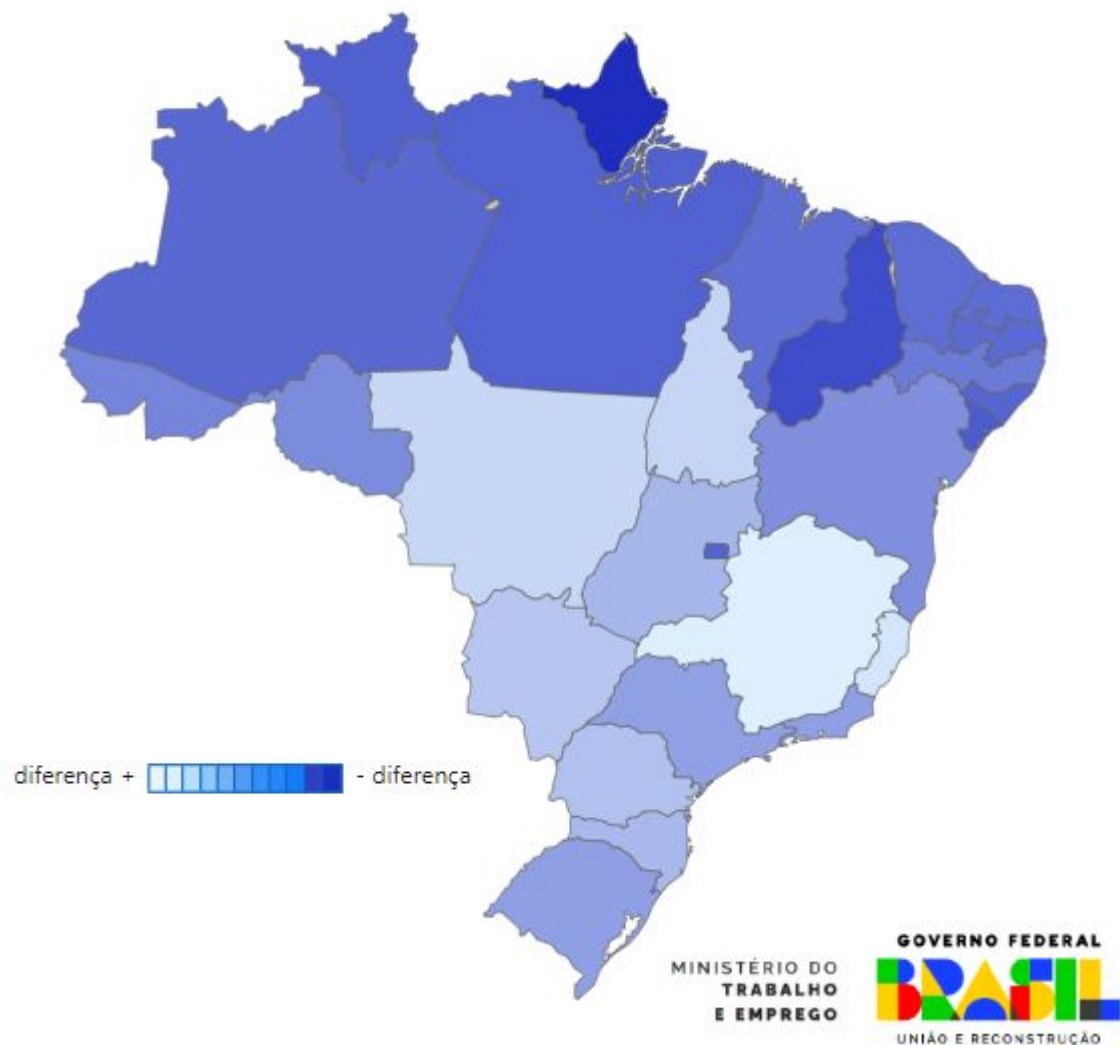 diferença +
- diferença
MINISTÉRIO DO
TRABALHO
E EMPREGO
GOVERNO FEDERAL
BRASIL
UNIÃO E RECONSTRUÇÃO